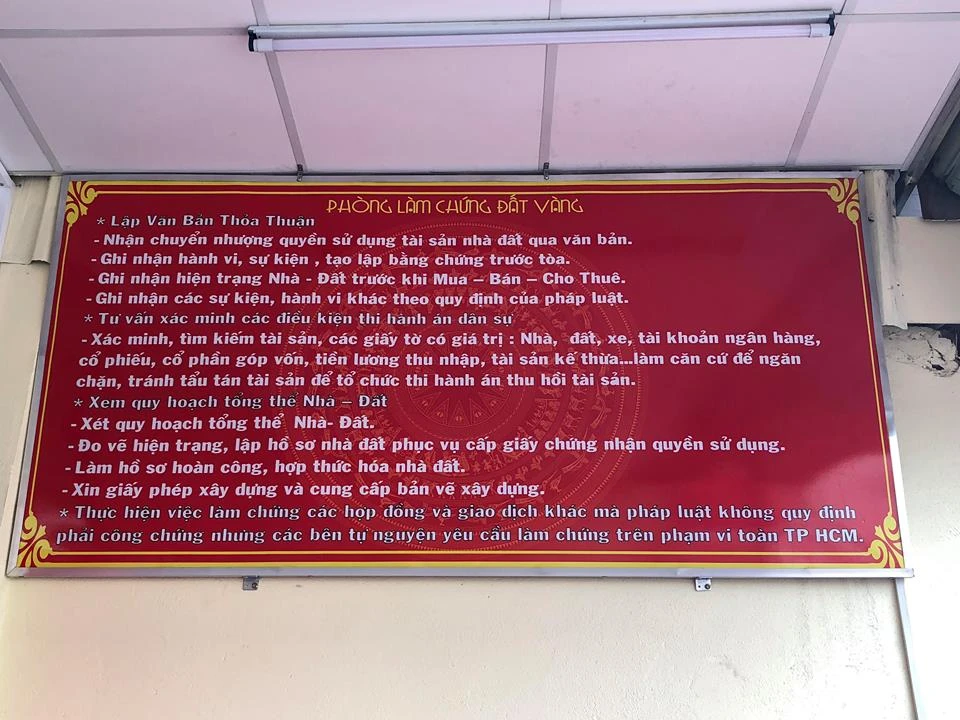 PHÒNG LÀM CHỨNG ĐẤT VÀNG
* Lập Văn Bản Thỏa Thuận
- Nhận chuyển nhượng quyền sử dụng tài sản nhà đất qua văn bản.
- Ghi nhận hành vi, sự kiện , tạo lập bằng chứng trước tòa.
- Ghi nhận hiện trạng Nhà - Đất trước khi Mua – Bán – Cho Thuê.
- Ghi nhận các sự kiện, hành vi khác theo quy định của pháp luật.
* Tư vấn xác minh các điều kiện thi hành án dân sự
- Xác minh, tìm kiếm tài sản, các giấy tờ có giá trị : Nhà, đất, xe, tài khoản ngân hàng,
cổ phiếu, cổ phần góp vốn, tiền lương thu nhập, tài sản kế thừa...làm căn cứ để ngăn
chặn, tránh tẩu tán tài sản để tổ chức thi hành án thu hồi tài sản.
* Xem quy hoạch tổng thể Nhà – Đất
- Xét quy hoạch tổng thể Nhà- Đất.
- Đo vẽ hiện trạng, lập hồ sơ nhà đất phục vụ cấp giấy chứng nhận quyền sử dụng.
- Làm hồ sơ hoàn công, hợp thức hóa nhà đất.
- Xin giấy phép xây dựng và cung cấp bản vẽ xây dựng.
* Thực hiện việc làm chứng các hợp đồng và giao dịch khác mà pháp luật không quy định
phải công chứng nhưng các bên tự nguyện yêu cầu làm chứng trên phạm vi toàn TP HCM.